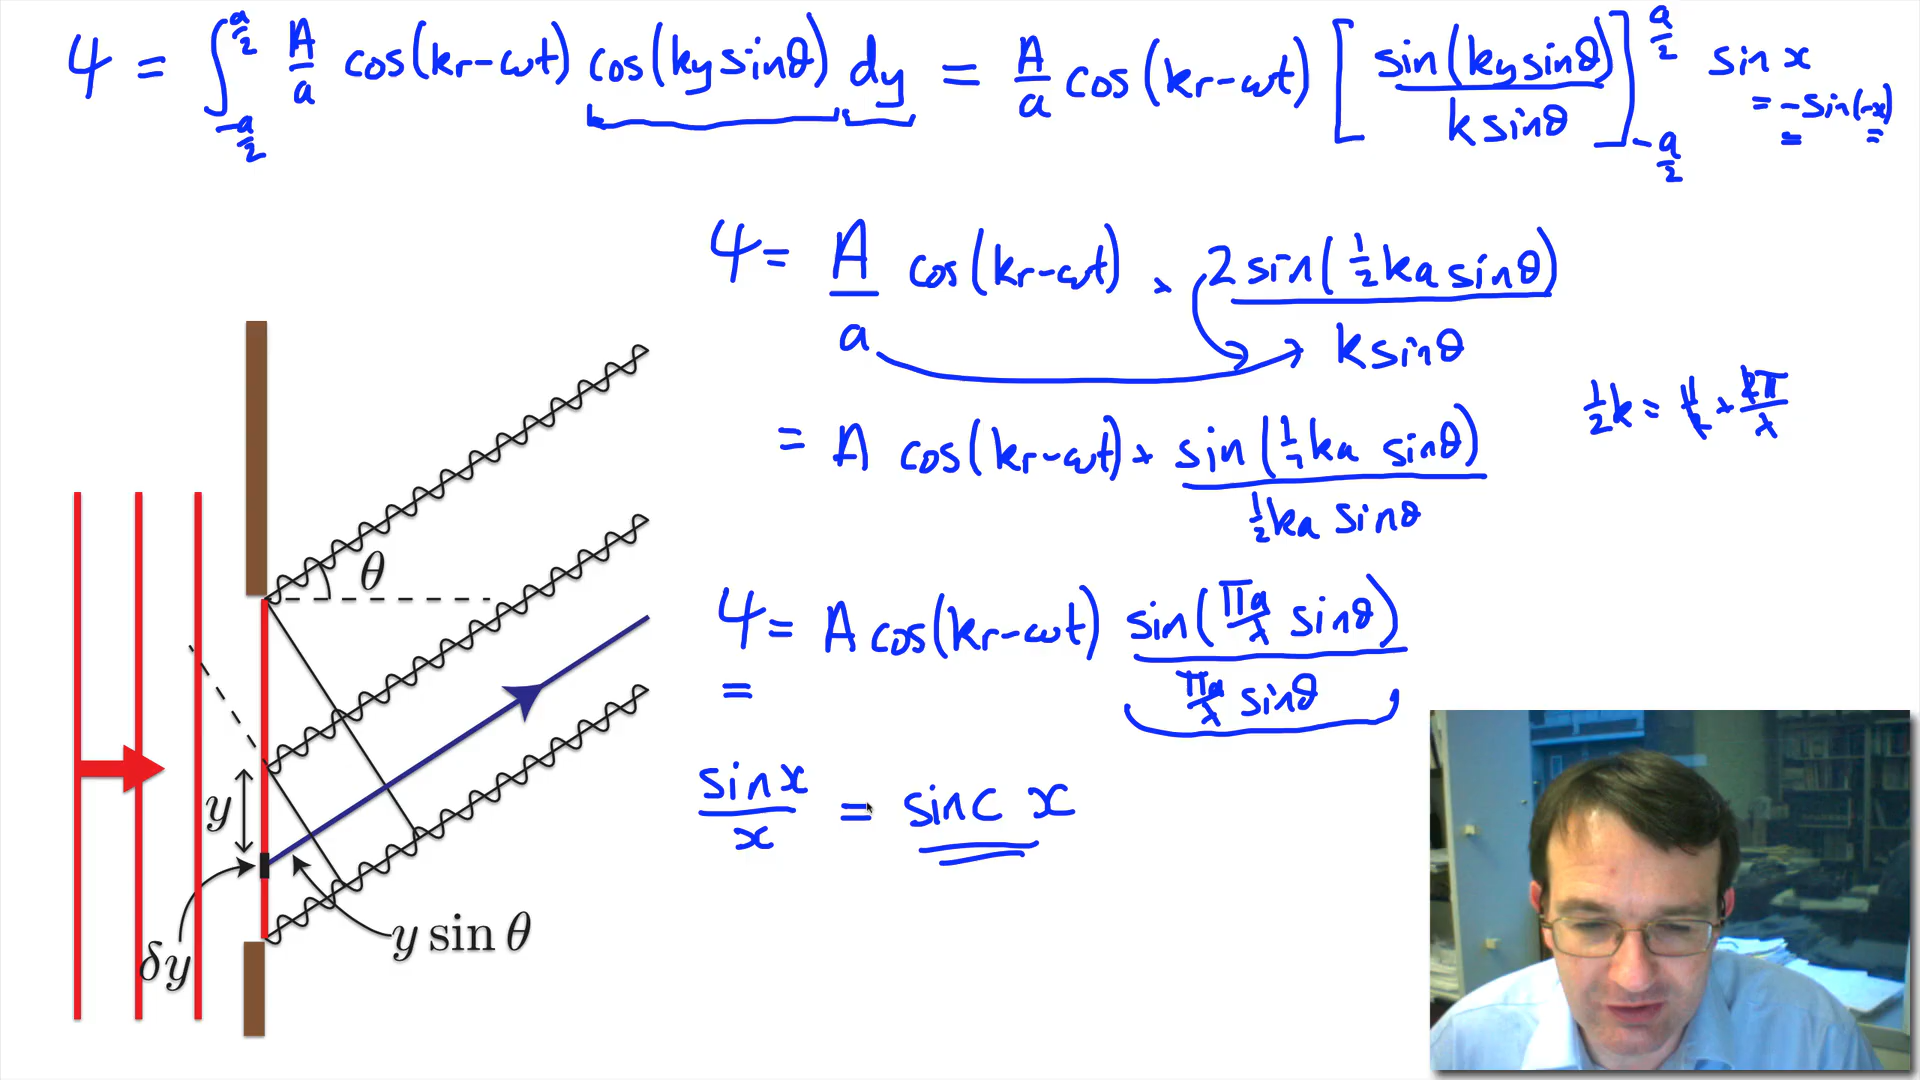 ψ = ∫_{-a/2}^{a/2} A/a cos(kr-ωt) cos(ky sinθ) dy = A/a cos(kr-ωt) [ sin(ky sinθ) / k sinθ ]_{-a/2}^{a/2} sin x
= -sin(-x)
ψ = A/a cos(kr-ωt) × 2 sin(½ka sinθ) / k sinθ
½k = ½ × 2π/λ
= A cos(kr-ωt) × sin(½ka sinθ) / ½ka sinθ
ψ = A cos(kr-ωt) sin(πa/λ sinθ) / πa/λ sinθ
=
sin x / x = sinc x
θ
y
δy
y sin θ